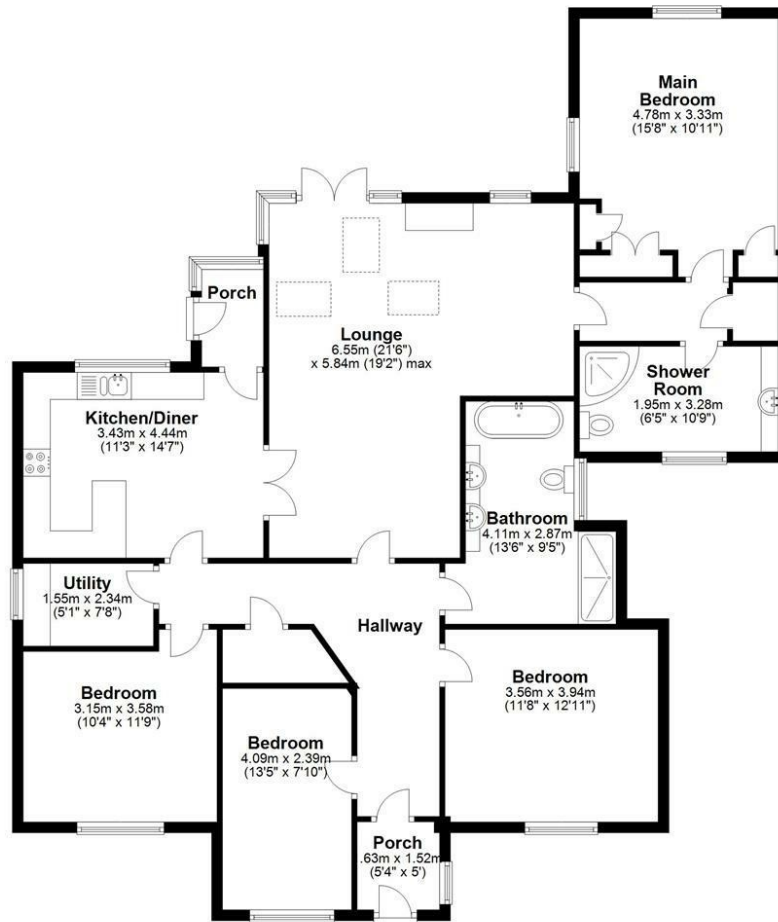 Main
Bedroom
4.78m x 3.33m
(15'8" x 10'11")
Porch
Lounge
6.55m (21'6")
x 5.84m (19'2") max
Kitchen/Diner
3.43m x 4.44m
(11'3" x 14'7")
Shower
Room
1.95m x 3.28m
(6'5" x 10'9")
Bathroom
4.11m x 2.87m
(13'6" x 9'5")
Utility
1.55m x 2.34m
(5'1" x 7'8")
Hallway
Bedroom
3.15m x 3.58m
(10'4" x 11'9")
Bedroom
4.09m x 2.39m
(13'5" x 7'10")
Bedroom
3.56m x 3.94m
(11'8" x 12'11")
Porch
.63m x 1.52m
(5'4" x 5')